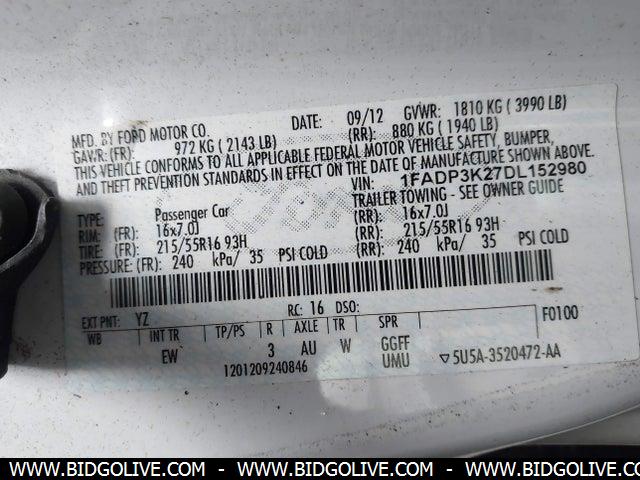 MFD. BY FORD MOTOR CO. DATE: 09/12 GVWR: 1810 KG ( 3990 LB)
GAVR: (FR): 972 KG ( 2143 LB) (RR): 880 KG ( 1940 LB)
THIS VEHICLE CONFORMS TO ALL APPLICABLE FEDERAL MOTOR VEHICLE SAFETY, BUMPER,
AND THEFT PREVENTION STANDARDS IN EFFECT ON THE DATE OF MANUFACTURE SHOWN ABOVE.
VIN: 1FADP3K27DL152980
TYPE: Passenger Car TRAILER TOWING - SEE OWNER GUIDE
RIM: (FR): 16x7.0J (RR): 16x7.0J
TIRE: (FR): 215/55R16 93H (RR): 215/55R16 93H
PRESSURE: (FR): 240 kPa/ 35 PSI COLD (RR): 240 kPa/ 35 PSI COLD
EXT PNT: YZ RC: 16 DSO: F0100
WB INT TR TP/PS R AXLE TR SPR
EW 3 AU W GGFF
UMU
1201209240846 ▽5U5A-3520472-AA
WWW.BIDGOLIVE.COM - WWW.BIDGOLIVE.COM - WWW.BIDGOLIVE.COM